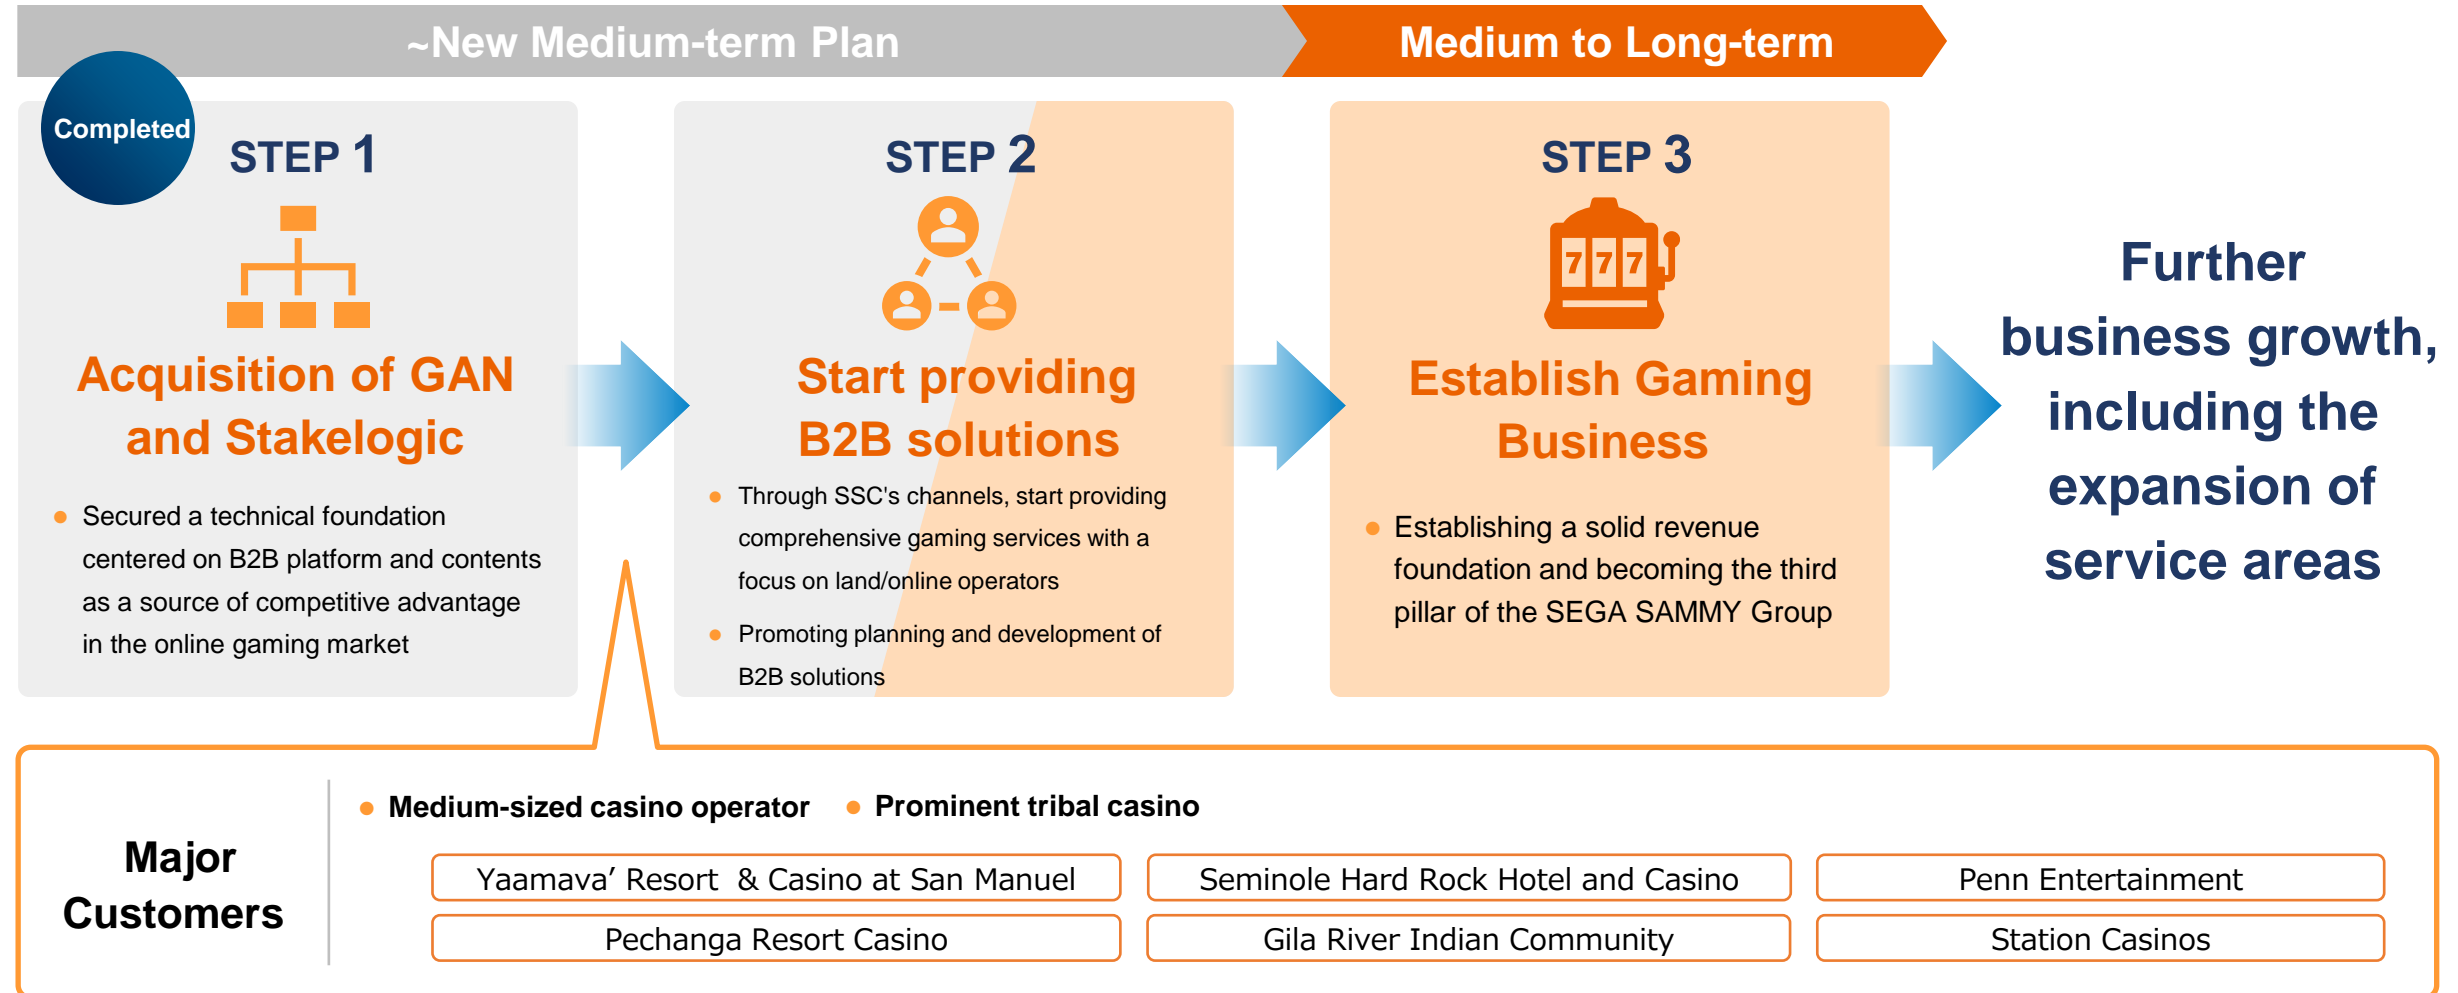 ~New Medium-term Plan
Medium to Long-term
Completed
STEP 1
Acquisition of GAN
and Stakelogic
● Secured a technical foundation
centered on B2B platform and contents
as a source of competitive advantage
in the online gaming market
STEP 2
Start providing
B2B solutions
● Through SSC's channels, start providing
comprehensive gaming services with a
focus on land/online operators
● Promoting planning and development of
B2B solutions
STEP 3
777
Establish Gaming
Business
● Establishing a solid revenue
foundation and becoming the third
pillar of the SEGA SAMMY Group
Further
business growth,
including the
expansion of
service areas
Major
Customers
● Medium-sized casino operator ● Prominent tribal casino
Yaamava’ Resort & Casino at San Manuel
Seminole Hard Rock Hotel and Casino
Penn Entertainment
Pechanga Resort Casino
Gila River Indian Community
Station Casinos